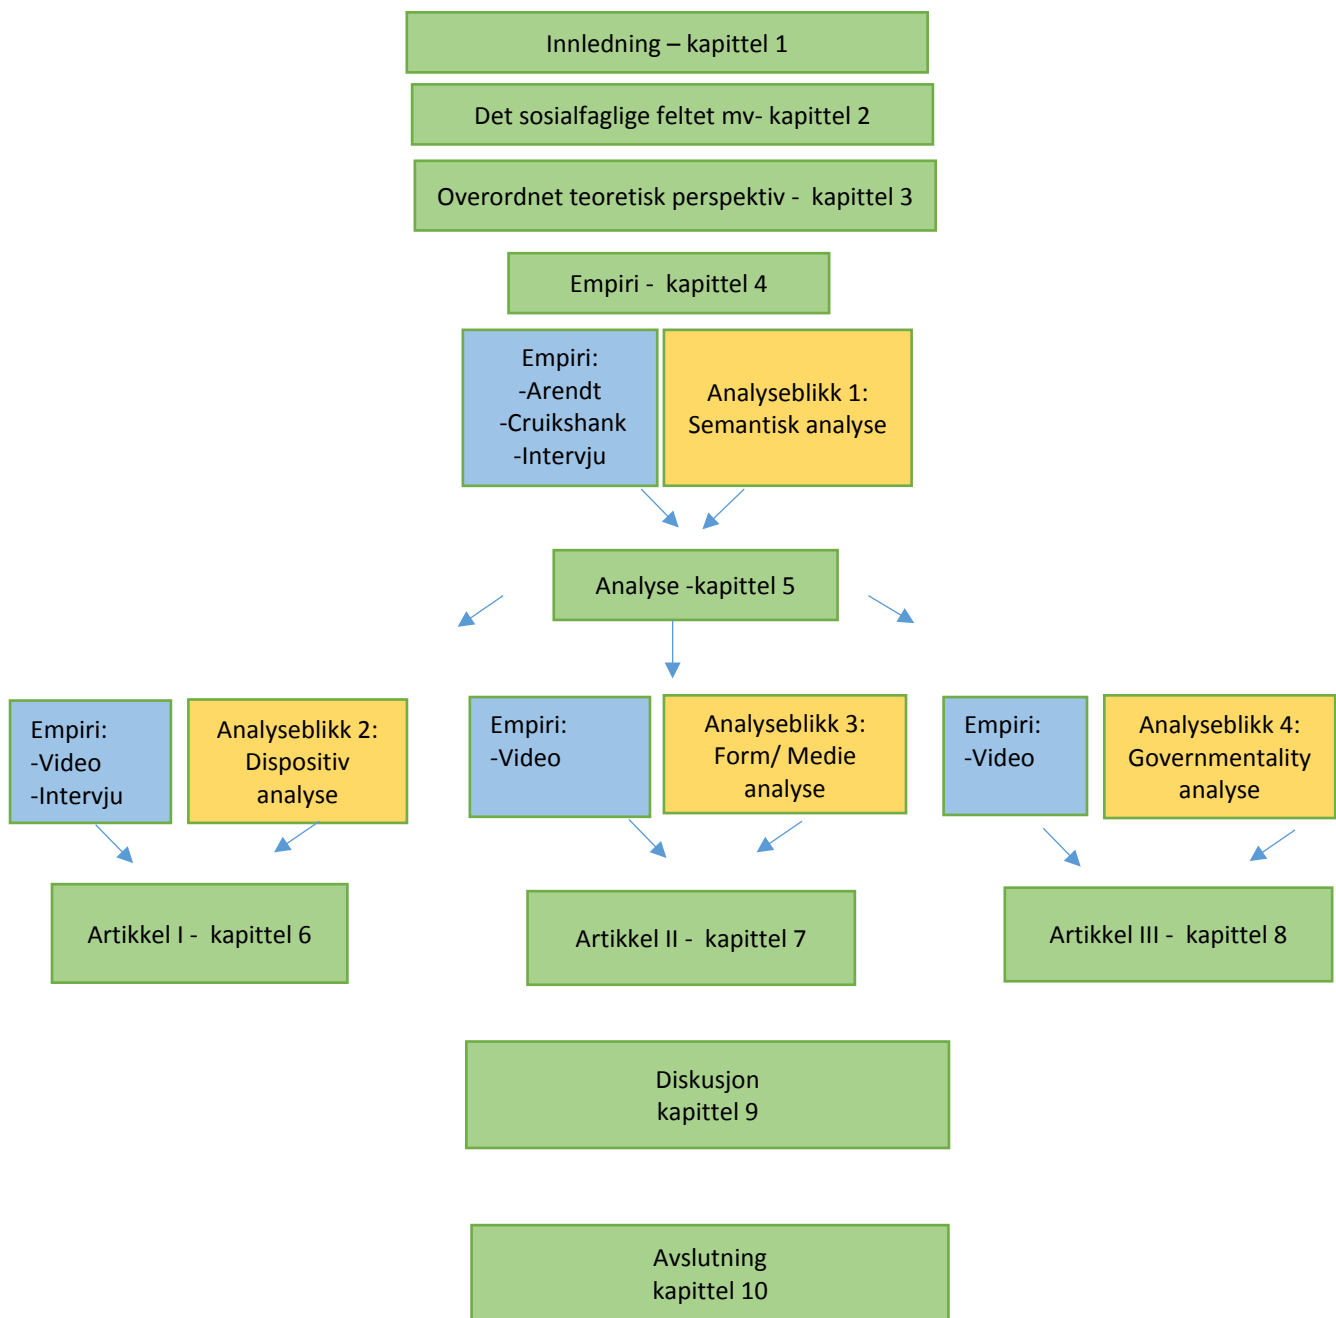 Innledning – kapittel 1
Det sosialfaglige feltet mv- kapittel 2
Overordnet teoretisk perspektiv - kapittel 3
Empiri - kapittel 4
Empiri:
-Arendt
-Cruikshank
-Intervju
Analyseblikk 1:
Semantisk analyse
Analyse -kapittel 5
Empiri:
-Video
-Intervju
Analyseblikk 2:
Dispositiv
analyse
Empiri:
-Video
Analyseblikk 3:
Form/ Medie
analyse
Empiri:
-Video
Analyseblikk 4:
Governmentality
analyse
Artikkel I - kapittel 6
Artikkel II - kapittel 7
Artikkel III - kapittel 8
Diskusjon
kapittel 9
Avslutning
kapittel 10